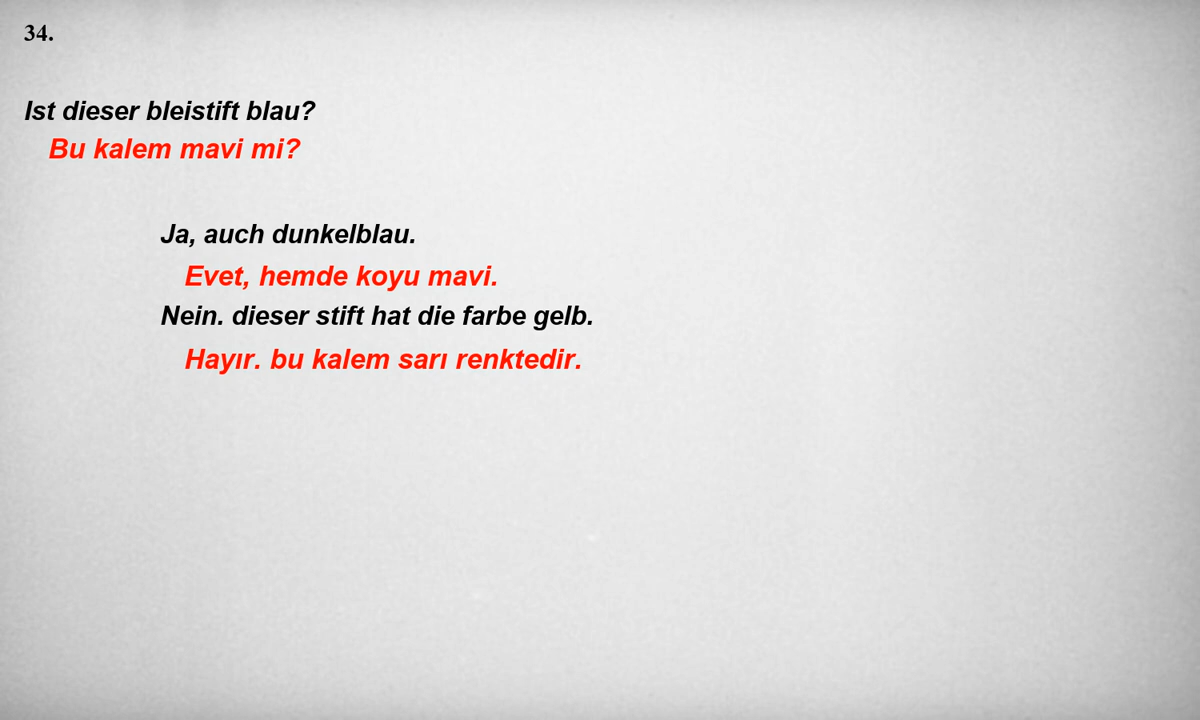 34.
Ist dieser bleistift blau?
Bu kalem mavi mi?
Ja, auch dunkelblau.
Evet, hemde koyu mavi.
Nein. dieser stift hat die farbe gelb.
Hayır. bu kalem sarı renktedir.